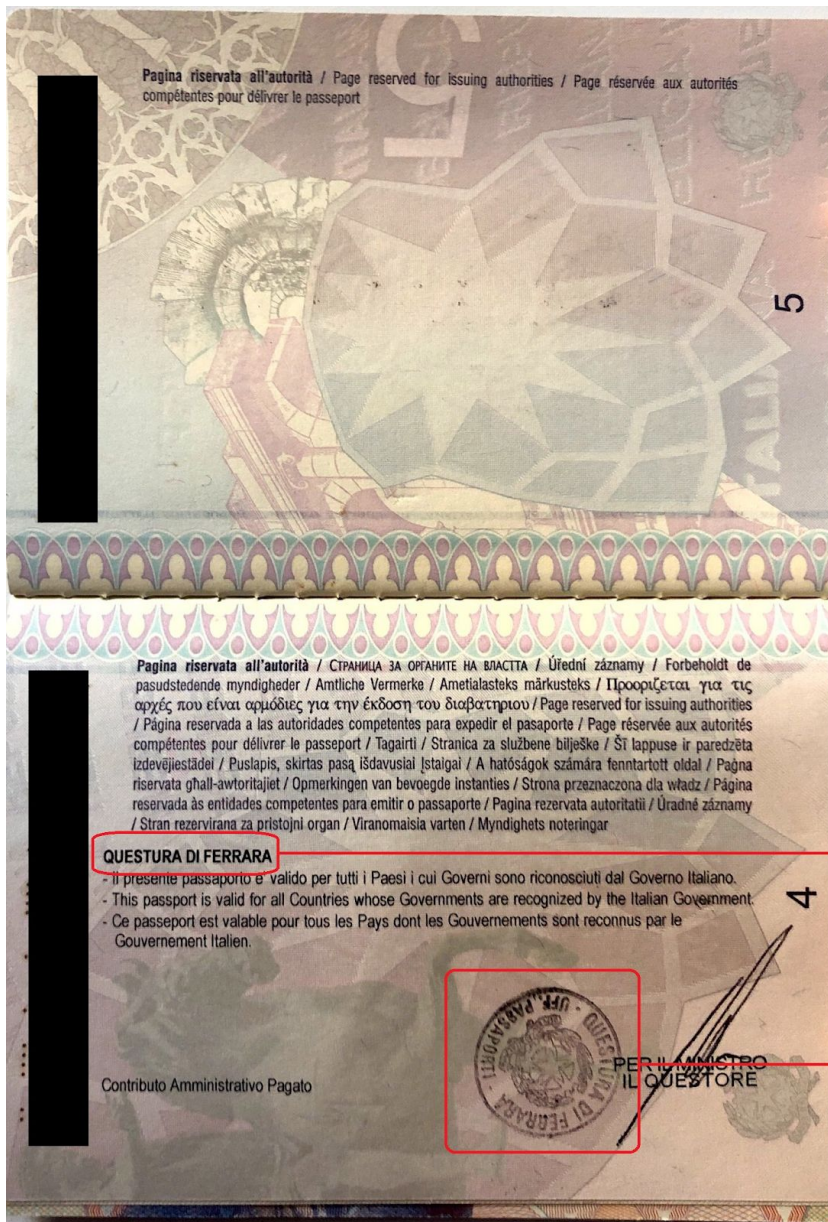 Pagina riservata all'autorità / Page reserved for issuing authorities / Page réservée aux autorités
compétentes pour délivrer le passeport
5
Pagina riservata all'autorità / СТРАНИЦА ЗА ОРГАНИТЕ НА ВЛАСТТА / Úřední záznamy / Forbeholdt de
pasudstedende myndigheder / Amtliche Vermerke / Ametialasteks märkusteks / Προορίζεται για τις
αρχές που είναι αρμόδιες για την έκδοση του διαβατηριου / Page reserved for issuing authorities
/ Página reservada a las autoridades competentes para expedir el pasaporte / Page réservée aux autorités
compétentes pour délivrer le passeport / Tagairtí / Stranica za službene bilješke / Šī lappuse ir paredzēta
izdevējiestādei / Puslapis, skirtas pasą išdavusiai Įstaigai / A hatóságok számára fenntartott oldal / Paġna
riservata għall-awtoritajiet / Opmerkingen van bevoegde instanties / Strona przeznaczona dla władz / Página
reservada às entidades competentes para emitir o passaporte / Pagina rezervata autoritatii / Úradné záznamy
/ Stran rezervirana za pristojni organ / Viranomaisia varten / Myndighets noteringar
QUESTURA DI FERRARA
- Il presente passaporto e' valido per tutti i Paesi i cui Governi sono riconosciuti dal Governo Italiano.
- This passport is valid for all Countries whose Governments are recognized by the Italian Government.
- Ce passeport est valable pour tous les Pays dont les Gouvernements sont reconnus par le
Gouvernement Italien.
4
QUESTURA DI FERRARA - UFF. PASSAPORTI -
PER IL MINISTRO
IL QUESTORE
Contributo Amministrativo Pagato